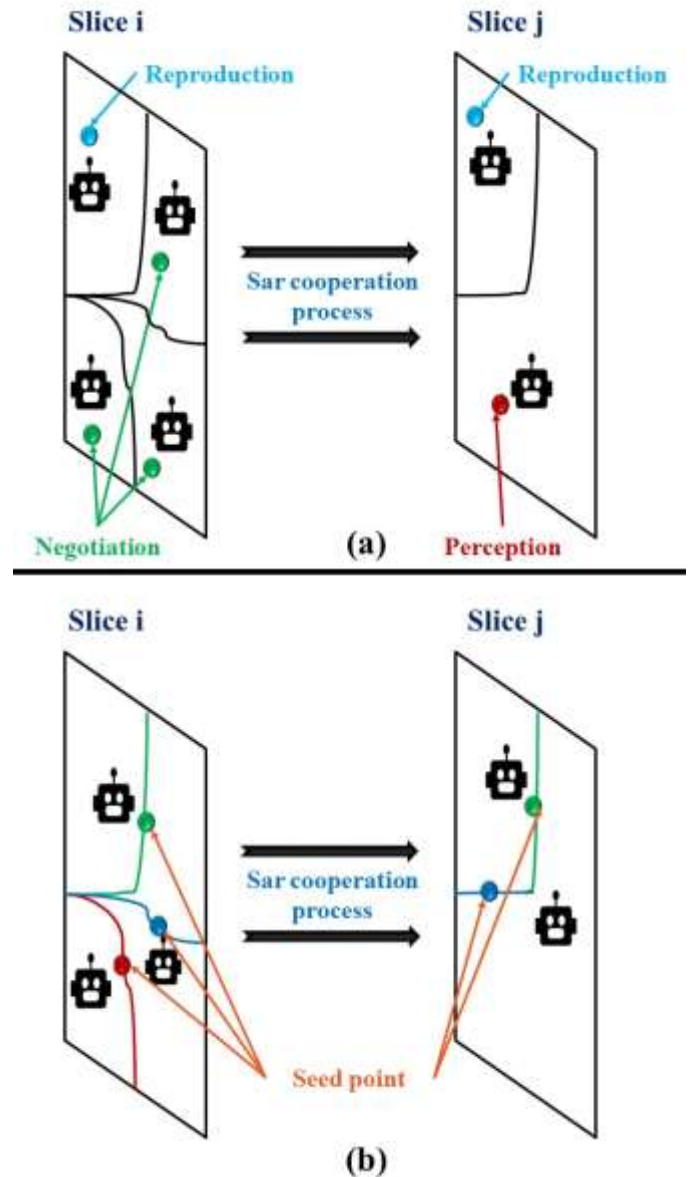 Slice i
Slice j
Reproduction
Reproduction
Sar cooperation
process
Negotiation
(a)
Perception
Slice i
Slice j
Sar cooperation
process
Seed point
(b)